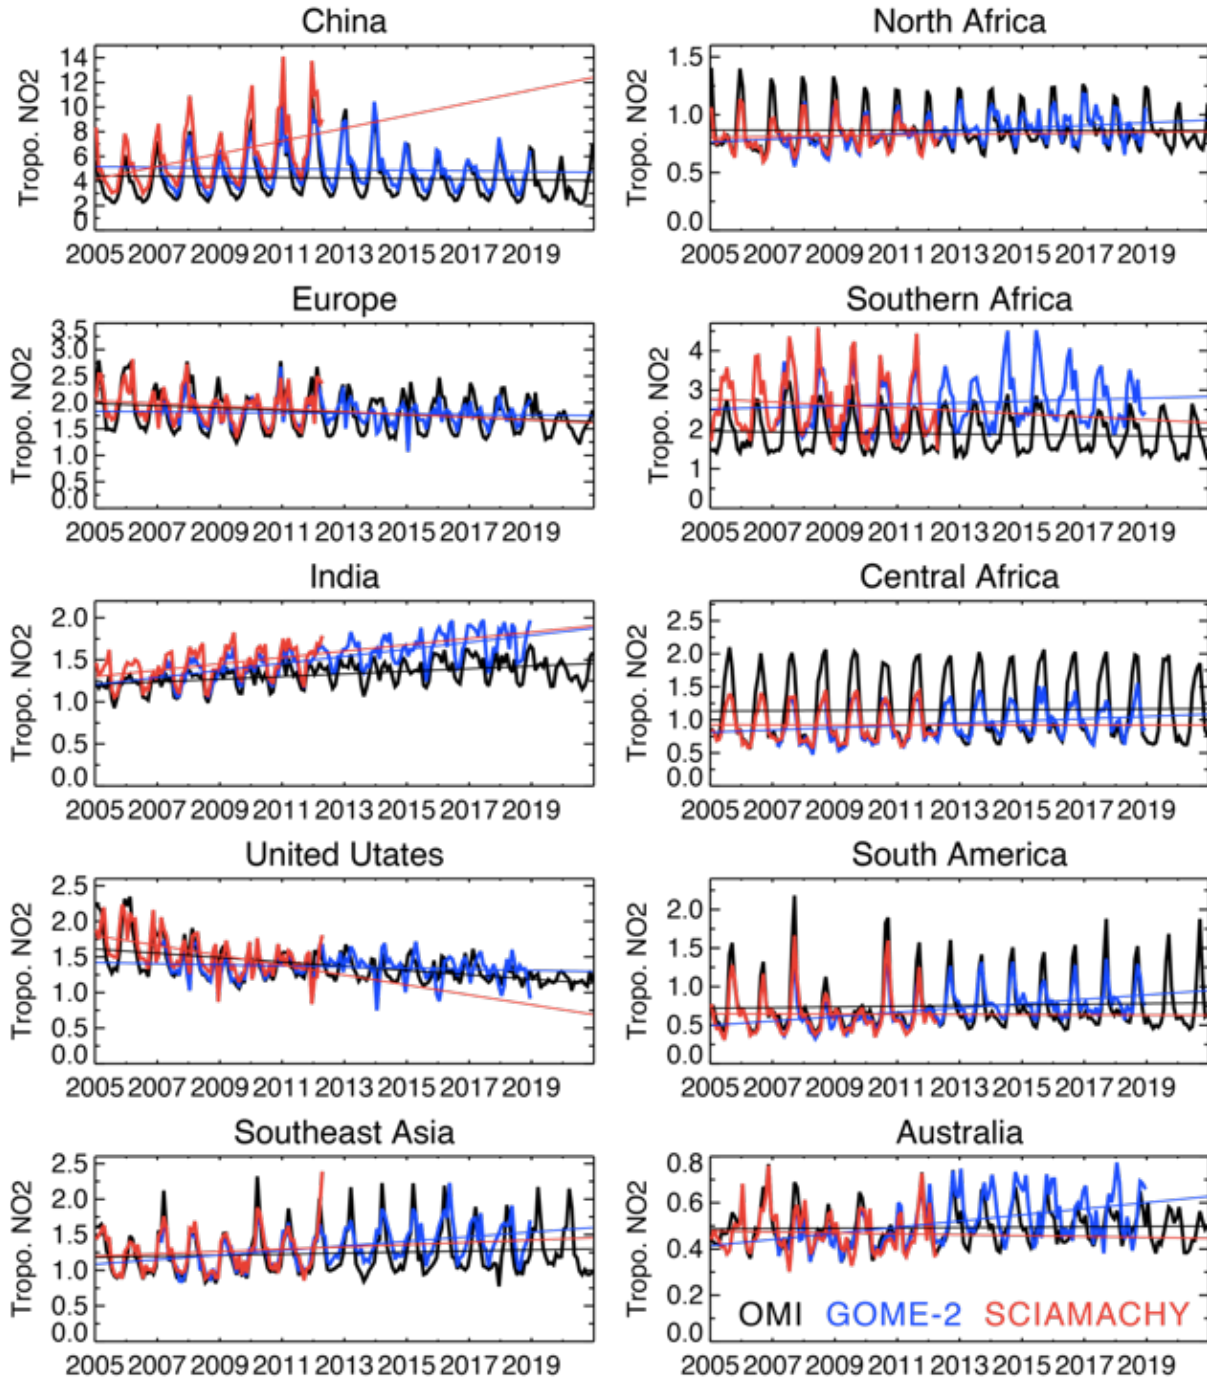 China
Tropo. NO2
14
12
10
8
6
4
2
0
2005 2007 2009 2011 2013 2015 2017 2019
North Africa
Tropo. NO2
1.5
1.0
0.5
0.0
2005 2007 2009 2011 2013 2015 2017 2019
Europe
Tropo. NO2
3.5
3.0
2.5
2.0
1.5
1.0
0.5
0.0
2005 2007 2009 2011 2013 2015 2017 2019
Southern Africa
Tropo. NO2
4
3
2
1
0
2005 2007 2009 2011 2013 2015 2017 2019
India
Tropo. NO2
2.0
1.5
1.0
0.5
0.0
2005 2007 2009 2011 2013 2015 2017 2019
Central Africa
Tropo. NO2
2.5
2.0
1.5
1.0
0.5
0.0
2005 2007 2009 2011 2013 2015 2017 2019
United Utates
Tropo. NO2
2.5
2.0
1.5
1.0
0.5
0.0
2005 2007 2009 2011 2013 2015 2017 2019
South America
Tropo. NO2
2.0
1.5
1.0
0.5
0.0
2005 2007 2009 2011 2013 2015 2017 2019
Southeast Asia
Tropo. NO2
2.5
2.0
1.5
1.0
0.5
0.0
2005 2007 2009 2011 2013 2015 2017 2019
Australia
Tropo. NO2
0.8
0.6
0.4
0.2
0.0
OMI GOME-2 SCIAMACHY
2005 2007 2009 2011 2013 2015 2017 2019